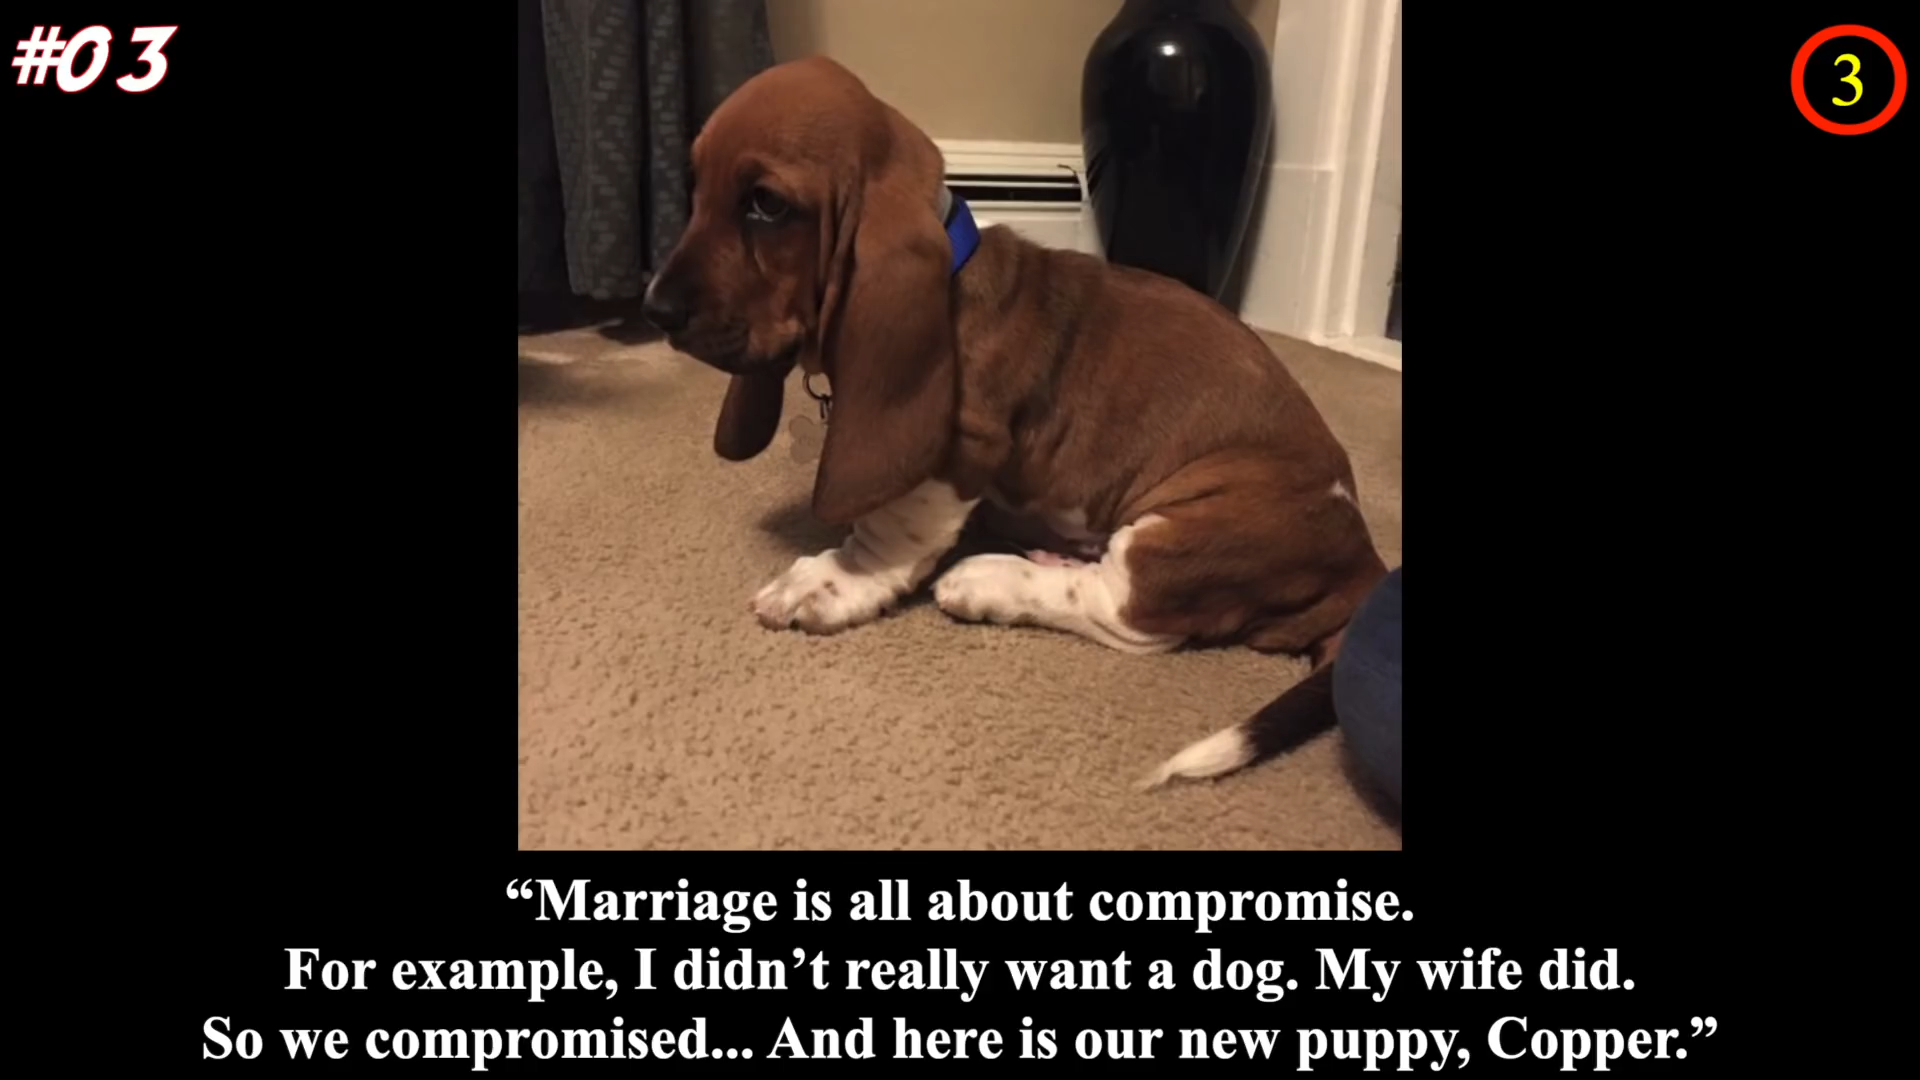 #03
3
“Marriage is all about compromise.
For example, I didn’t really want a dog. My wife did.
So we compromised... And here is our new puppy, Copper.”